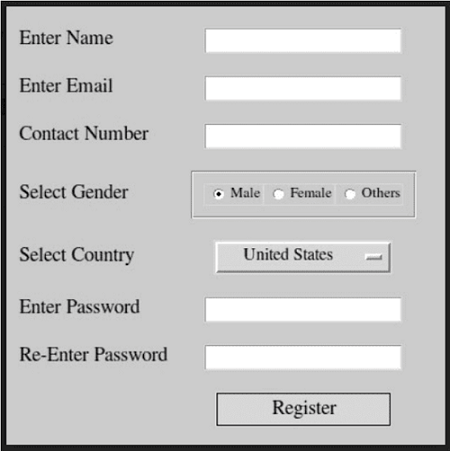 Enter Name
Enter Email
Contact Number
Select Gender Male Female Others
Select Country United States
Enter Password
Re-Enter Password
Register